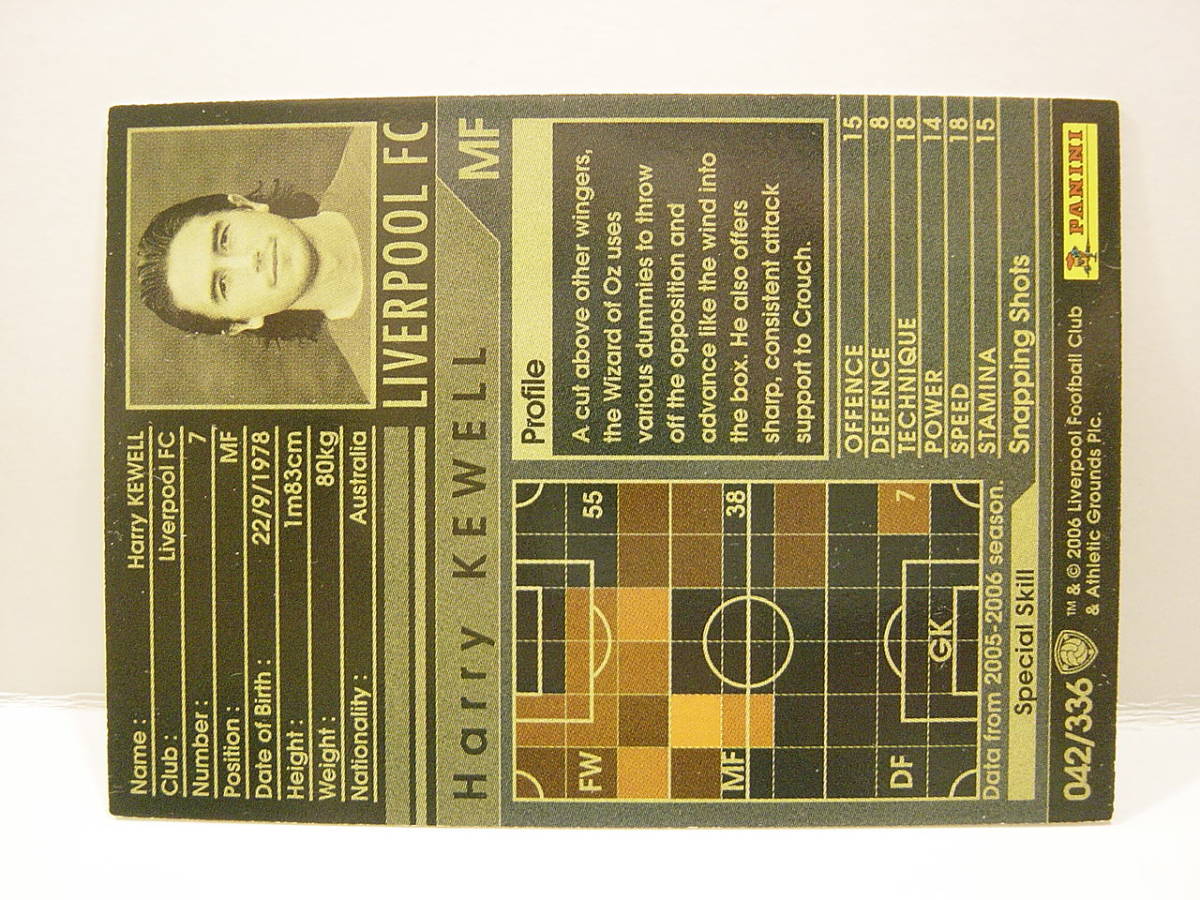 Name : Harry KEWELL
Club : Liverpool FC
Number : 7
Position : MF
Date of Birth : 22/9/1978
Height : 1m83cm
Weight : 80kg
Nationality : Australia
LIVERPOOL FC
Harry KEWELL MF
FW 55
MF 38
DF 7
GK
Data from 2005-2006 season.
Profile
A cut above other wingers,
the Wizard of Oz uses
various dummies to throw
off the opposition and
advance like the wind into
the box. He also offers
sharp, consistent attack
support to Crouch.
OFFENCE 15
DEFENCE 8
TECHNIQUE 18
POWER 14
SPEED 18
STAMINA 15
Special Skill Snapping Shots
042/336
™ & © 2006 Liverpool Football Club
& Athletic Grounds Plc.
PANINI